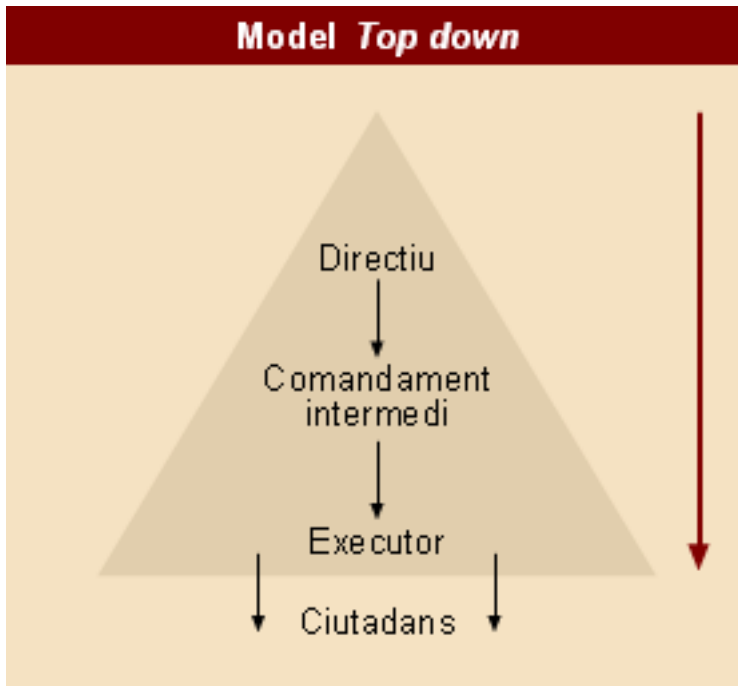 Model Top down
Directiu
Comandament
intermedi
Executor
Ciutadans